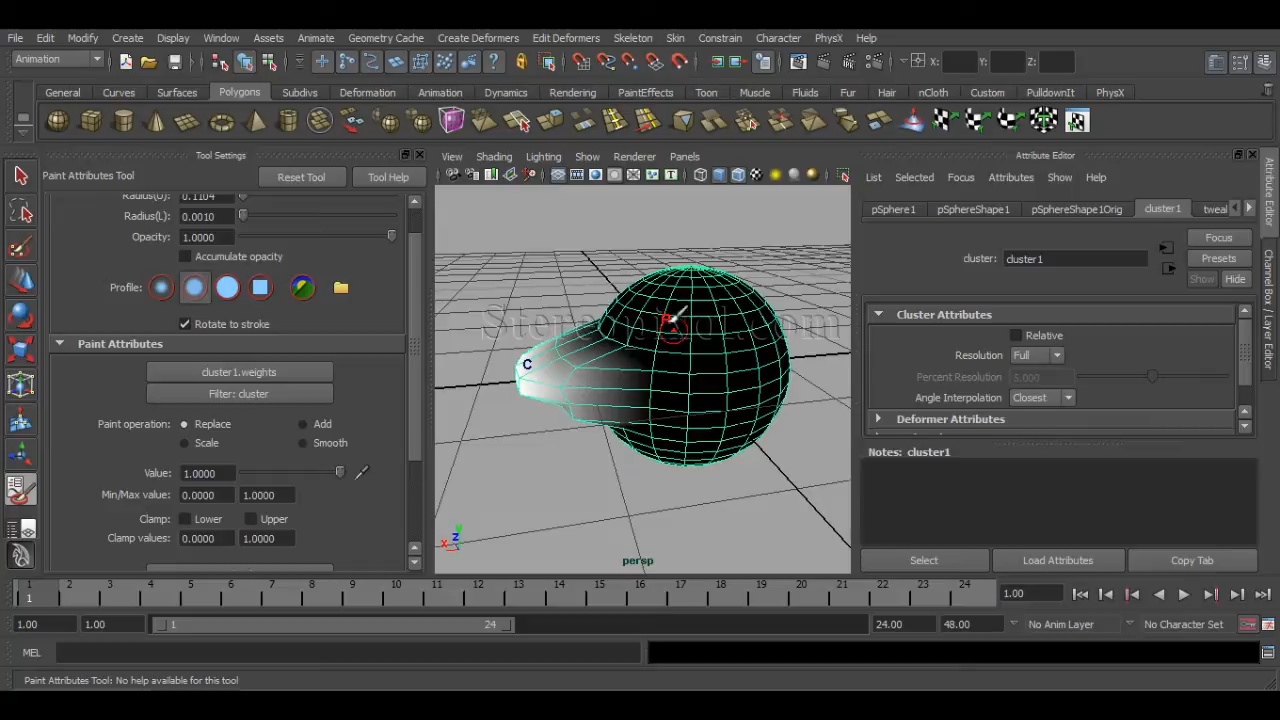 File Edit Modify Create Display Window Assets Animate Geometry Cache Create Deformers Edit Deformers Skeleton Skin Constrain Character PhysX Help
Animation X: Y: Z:
General Curves Surfaces Polygons Subdivs Deformation Animation Dynamics Rendering PaintEffects Toon Muscle Fluids Fur Hair nCloth Custom PulldownIt PhysX
Tool Settings
Paint Attributes Tool Reset Tool Tool Help
Radius(U): 0.1104
Radius(L): 0.0010
Opacity: 1.0000
Accumulate opacity
Profile:
Rotate to stroke
Paint Attributes
cluster1.weights
Filter: cluster
Paint operation: Replace Add
Scale Smooth
Value: 1.0000
Min/Max value: 0.0000 1.0000
Clamp: Lower Upper
Clamp values: 0.0000 1.0000
View Shading Lighting Show Renderer Panels
R
C
y
z
x
persp
Attribute Editor
List Selected Focus Attributes Show Help
pSphere1 pSphereShape1 pSphereShape1Orig cluster1 tweal
Focus
cluster: cluster1 Presets
Show Hide
Cluster Attributes
Relative
Resolution Full
Percent Resolution 5.000
Angle Interpolation Closest
Deformer Attributes
Notes: cluster1
Select Load Attributes Copy Tab
Attribute Editor
Channel Box / Layer Editor
1 2 3 4 5 6 7 8 9 10 11 12 13 14 15 16 17 18 19 20 21 22 23 24
1 1.00
1.00 1.00 1 24 24.00 48.00 No Anim Layer No Character Set
MEL
Paint Attributes Tool: No help available for this tool